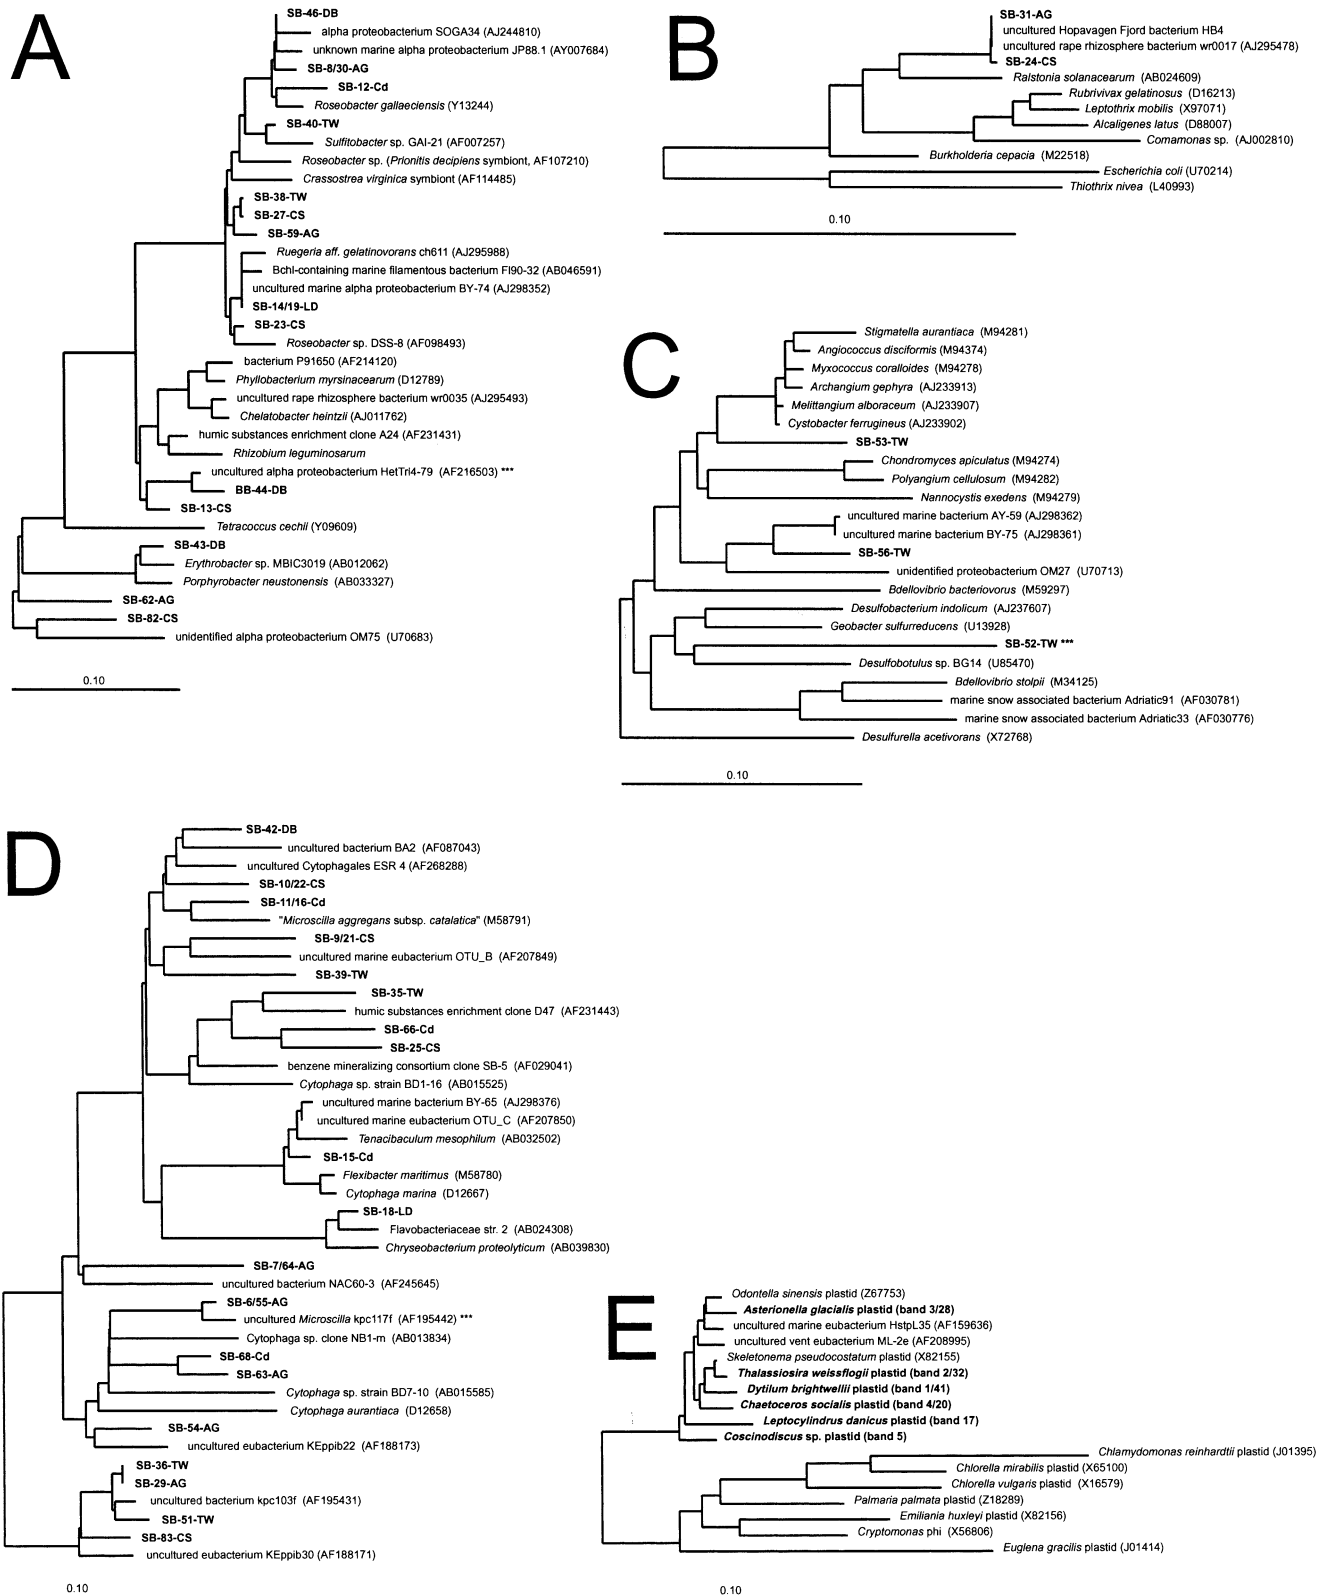 A
SB-46-DB
alpha proteobacterium SOGA34 (AJ244810)
unknown marine alpha proteobacterium JP88.1 (AY007684)
SB-8/30-AG
SB-12-Cd
Roseobacter gallaeciensis (Y13244)
SB-40-TW
Sulfitobacter sp. GAI-21 (AF007257)
Roseobacter sp. (Prionitis decipiens symbiont, AF107210)
Crassostrea virginica symbiont (AF114485)
SB-38-TW
SB-27-CS
SB-59-AG
Ruegeria aff. gelatinovorans ch611 (AJ295988)
Bchl-containing marine filamentous bacterium FI90-32 (AB046591)
uncultured marine alpha proteobacterium BY-74 (AJ298352)
SB-14/19-LD
SB-23-CS
Roseobacter sp. DSS-8 (AF098493)
bacterium P91650 (AF214120)
Phyllobacterium myrsinacearum (D12789)
uncultured rape rhizosphere bacterium wr0035 (AJ295493)
Chelatobacter heintzii (AJ011762)
humic substances enrichment clone A24 (AF231431)
Rhizobium leguminosarum
uncultured alpha proteobacterium HetTri4-79 (AF216503) ***
BB-44-DB
SB-13-CS
Tetracoccus cechii (Y09609)
SB-43-DB
Erythrobacter sp. MBIC3019 (AB012062)
Porphyrobacter neustonensis (AB033327)
SB-62-AG
SB-82-CS
unidentified alpha proteobacterium OM75 (U70683)
0.10
B
SB-31-AG
uncultured Hopavagen Fjord bacterium HB4
uncultured rape rhizosphere bacterium wr0017 (AJ295478)
SB-24-CS
Ralstonia solanacearum (AB024609)
Rubrivivax gelatinosus (D16213)
Leptothrix mobilis (X97071)
Alcaligenes latus (D88007)
Comamonas sp. (AJ002810)
Burkholderia cepacia (M22518)
Escherichia coli (U70214)
Thiothrix nivea (L40993)
0.10
C
Stigmatella aurantiaca (M94281)
Angiococcus disciformis (M94374)
Myxococcus coralloides (M94278)
Archangium gephyra (AJ233913)
Melittangium alboraceum (AJ233907)
Cystobacter ferrugineus (AJ233902)
SB-53-TW
Chondromyces apiculatus (M94274)
Polyangium cellulosum (M94282)
Nannocystis exedens (M94279)
uncultured marine bacterium AY-59 (AJ298362)
uncultured marine bacterium BY-75 (AJ298361)
SB-56-TW
unidentified proteobacterium OM27 (U70713)
Bdellovibrio bacteriovorus (M59297)
Desulfobacterium indolicum (AJ237607)
Geobacter sulfurreducens (U13928)
SB-52-TW ***
Desulfobotulus sp. BG14 (U85470)
Bdellovibrio stolpii (M34125)
marine snow associated bacterium Adriatic91 (AF030781)
marine snow associated bacterium Adriatic33 (AF030776)
Desulfurella acetivorans (X72768)
0.10
D
SB-42-DB
uncultured bacterium BA2 (AF087043)
uncultured Cytophagales ESR 4 (AF268288)
SB-10/22-CS
SB-11/16-Cd
"Microscilla aggregans subsp. catalatica" (M58791)
SB-9/21-CS
uncultured marine eubacterium OTU_B (AF207849)
SB-39-TW
SB-35-TW
humic substances enrichment clone D47 (AF231443)
SB-66-Cd
SB-25-CS
benzene mineralizing consortium clone SB-5 (AF029041)
Cytophaga sp. strain BD1-16 (AB015525)
uncultured marine bacterium BY-65 (AJ298376)
uncultured marine eubacterium OTU_C (AF207850)
Tenacibaculum mesophilum (AB032502)
SB-15-Cd
Flexibacter maritimus (M58780)
Cytophaga marina (D12667)
SB-18-LD
Flavobacteriaceae str. 2 (AB024308)
Chryseobacterium proteolyticum (AB039830)
SB-7/64-AG
uncultured bacterium NAC60-3 (AF245645)
SB-6/55-AG
uncultured Microscilla kpc117f (AF195442) ***
Cytophaga sp. clone NB1-m (AB013834)
SB-68-Cd
SB-63-AG
Cytophaga sp. strain BD7-10 (AB015585)
Cytophaga aurantiaca (D12658)
SB-54-AG
uncultured eubacterium KEppib22 (AF188173)
SB-36-TW
SB-29-AG
uncultured bacterium kpc103f (AF195431)
SB-51-TW
SB-83-CS
uncultured eubacterium KEppib30 (AF188171)
0.10
E
Odontella sinensis plastid (Z67753)
Asterionella glacialis plastid (band 3/28)
uncultured marine eubacterium HstpL35 (AF159636)
uncultured vent eubacterium ML-2e (AF208995)
Skeletonema pseudocostatum plastid (X82155)
Thalassiosira weissflogii plastid (band 2/32)
Dytilum brightwellii plastid (band 1/41)
Chaetoceros socialis plastid (band 4/20)
Leptocylindrus danicus plastid (band 17)
Coscinodiscus sp. plastid (band 5)
Chlamydomonas reinhardtii plastid (J01395)
Chlorella mirabilis plastid (X65100)
Chlorella vulgaris plastid (X16579)
Palmaria palmata plastid (Z18289)
Emiliania huxleyi plastid (X82156)
Cryptomonas phi (X56806)
Euglena gracilis plastid (J01414)
0.10